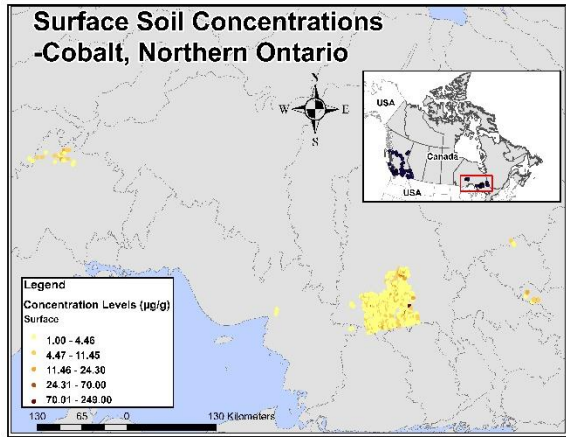 Surface Soil Concentrations
-Cobalt, Northern Ontario
N
W E
S
USA
Canada
USA
Legend
Concentration Levels (µg/g)
Surface
1.00 - 4.46
4.47 - 11.45
11.46 - 24.30
24.31 - 70.00
70.01 - 249.00
130 65 0 130 Kilometers